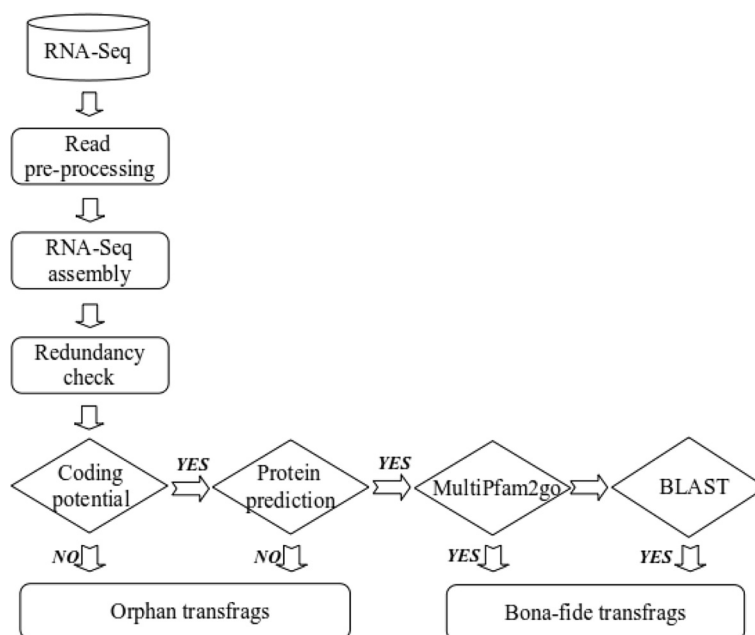 RNA-Seq
Read
pre-processing
RNA-Seq
assembly
Redundancy
check
Coding
potential
YES
Protein
prediction
YES
MultiPfam2go
BLAST
NO
NO
YES
YES
Orphan transfrags
Bona-fide transfrags